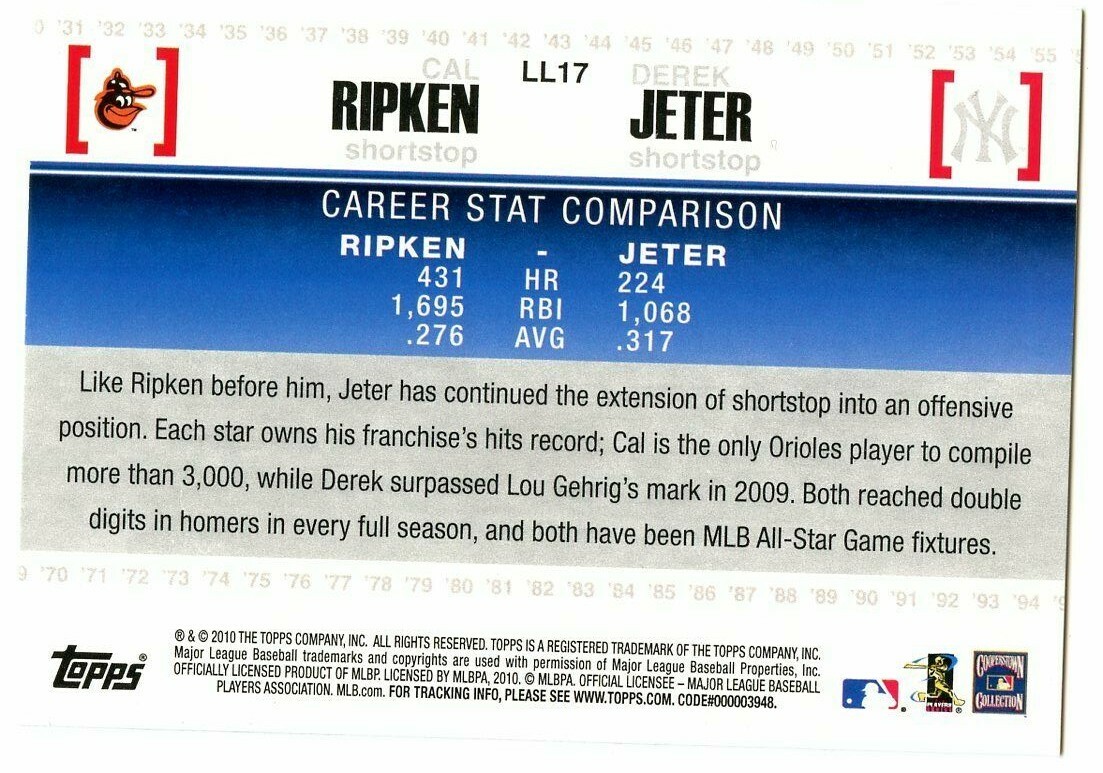 0 '31 '32 '33 '34 '35 '36 '37 '38 '39 '40 '41 '42 '43 '44 '45 '46 '47 '48 '49 '50 '51 '52 '53 '54 '55
CAL LL17 DEREK
RIPKEN JETER
shortstop shortstop
NY
CAREER STAT COMPARISON
RIPKEN - JETER
431 HR 224
1,695 RBI 1,068
.276 AVG .317
Like Ripken before him, Jeter has continued the extension of shortstop into an offensive
position. Each star owns his franchise's hits record; Cal is the only Orioles player to compile
more than 3,000, while Derek surpassed Lou Gehrig's mark in 2009. Both reached double
digits in homers in every full season, and both have been MLB All-Star Game fixtures.
9 '70 '71 '72 '73 '74 '75 '76 '77 '78 '79 '80 '81 '82 '83 '84 '85 '86 '87 '88 '89 '90 '91 '92 '93 '94
Topps®
® & © 2010 THE TOPPS COMPANY, INC. ALL RIGHTS RESERVED. TOPPS IS A REGISTERED TRADEMARK OF THE TOPPS COMPANY, INC.
Major League Baseball trademarks and copyrights are used with permission of Major League Baseball Properties, Inc.
OFFICIALLY LICENSED PRODUCT OF MLBP. LICENSED BY MLBPA, 2010. © MLBPA. OFFICIAL LICENSEE – MAJOR LEAGUE BASEBALL
PLAYERS ASSOCIATION. MLB.com. FOR TRACKING INFO, PLEASE SEE WWW.TOPPS.COM. CODE#000003948.
COOPERSTOWN
COLLECTION